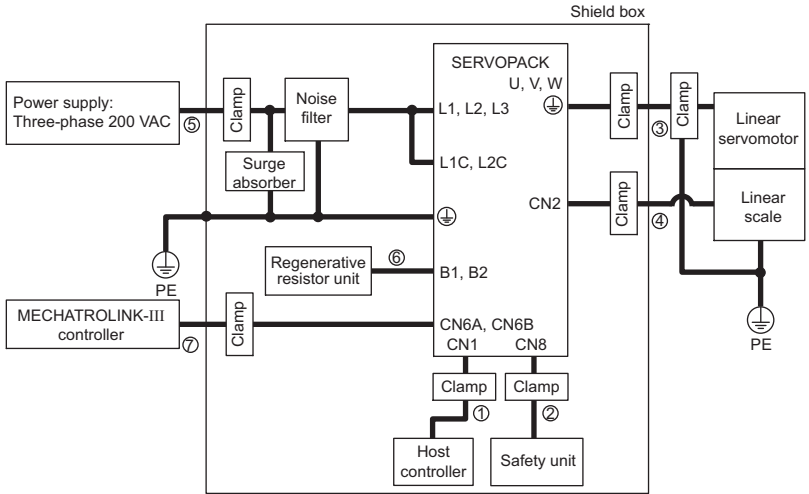 Shield box
SERVOPACK
U, V, W
Power supply:
Three-phase 200 VAC
⑤
Clamp
Noise
filter
L1, L2, L3
Clamp
③
Clamp
Linear
servomotor
Surge
absorber
L1C, L2C
CN2
Clamp
④
Linear
scale
PE
Regenerative
resistor unit
⑥
B1, B2
MECHATROLINK-III
controller
⑦
Clamp
CN6A, CN6B
CN1
CN8
PE
Clamp
Clamp
①
②
Host
controller
Safety unit